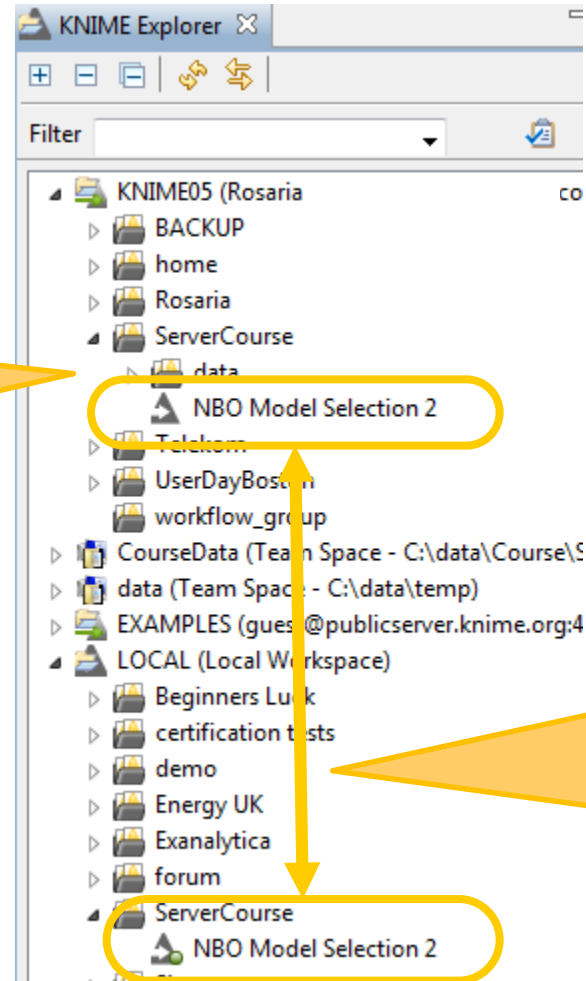 KNIME Explorer
Filter
KNIME05 (Rosaria co
BACKUP
home
Rosaria
ServerCourse
data
NBO Model Selection 2
Telekom
UserDayBoston
workflow_group
CourseData (Team Space - C:\data\Course\S
data (Team Space - C:\data\temp)
EXAMPLES (guest@publicserver.knime.org:4
LOCAL (Local Workspace)
Beginners Luck
certification tests
demo
Energy UK
Exanalytica
forum
ServerCourse
NBO Model Selection 2